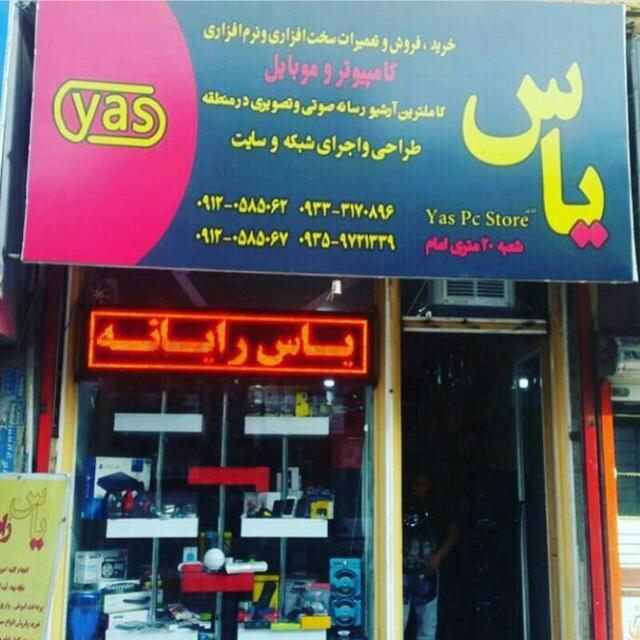 خرید ، فروش و تعمیرات سخت افزاری و نرم افزاری
کامپیوتر و موبایل
کاملترین آرشیو رسانه صوتی و تصویری در منطقه
طراحی و اجرای شبکه و سایت
یاس
yas
Yas Pc Store
شعبه ۲۰ متری امام
۰۹۱۲-۰۵۸۵۰۶۲ ۰۹۳۳-۳۱۷۰۸۹۶
۰۹۱۲-۰۵۸۵۰۶۷ ۰۹۳۵-۹۷۲۱۳۳۹
یاس رایانه
یاس